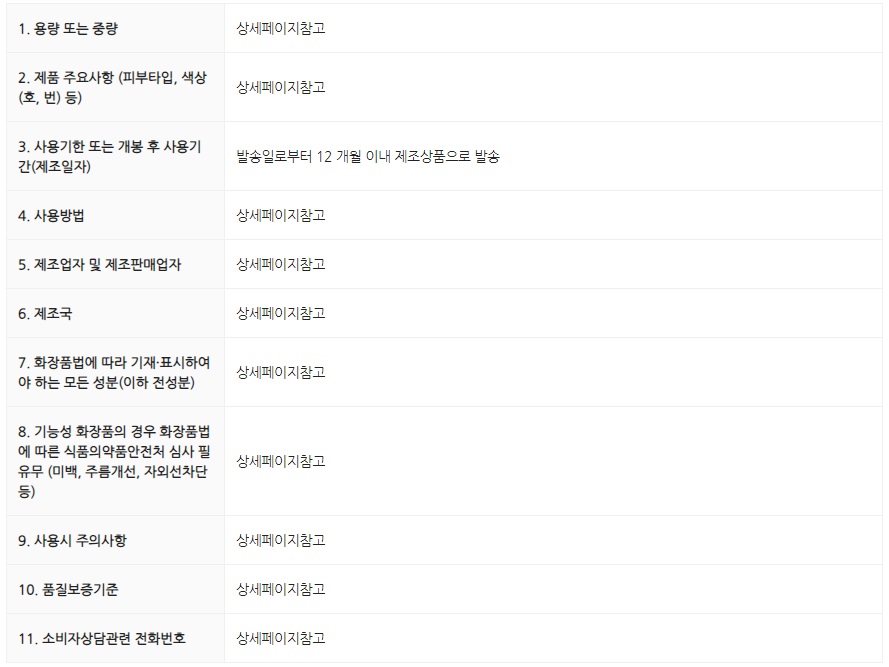 1. 용량 또는 중량
상세페이지참고
2. 제품 주요사항 (피부타입, 색상
(호, 번) 등)
상세페이지참고
3. 사용기한 또는 개봉 후 사용기
간(제조일자)
발송일로부터 12 개월 이내 제조상품으로 발송
4. 사용방법
상세페이지참고
5. 제조업자 및 제조판매업자
상세페이지참고
6. 제조국
상세페이지참고
7. 화장품법에 따라 기재·표시하여
야 하는 모든 성분(이하 전성분)
상세페이지참고
8. 기능성 화장품의 경우 화장품법
에 따른 식품의약품안전처 심사 필
유무 (미백, 주름개선, 자외선차단
등)
상세페이지참고
9. 사용시 주의사항
상세페이지참고
10. 품질보증기준
상세페이지참고
11. 소비자상담관련 전화번호
상세페이지참고